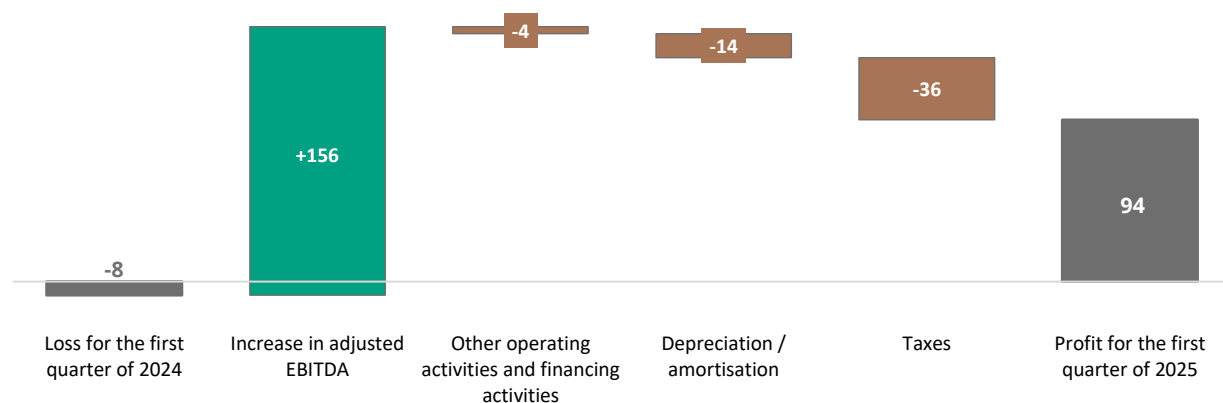 -4
-14
-36
+156
94
-8
Loss for the first
quarter of 2024
Increase in adjusted
EBITDA
Other operating
activities and financing
activities
Depreciation /
amortisation
Taxes
Profit for the first
quarter of 2025